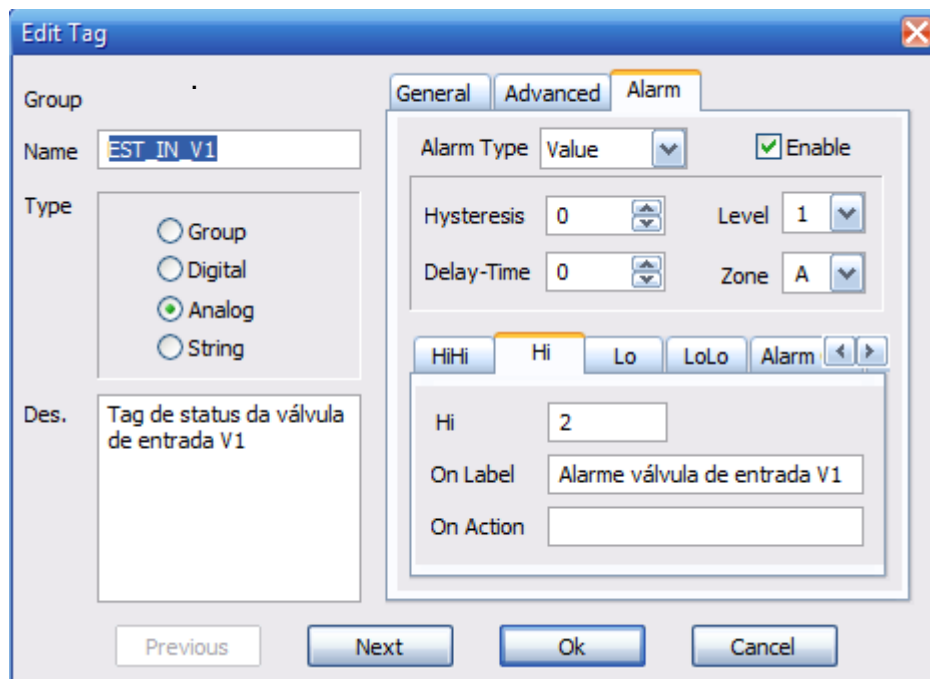 Edit Tag
Group .
Name EST_IN_V1
Type
Group
Digital
Analog
String
Des. Tag de status da válvula
de entrada V1
General Advanced Alarm
Alarm Type Value Enable
Hysteresis 0 Level 1
Delay-Time 0 Zone A
HiHi Hi Lo LoLo Alarm
Hi 2
On Label Alarme válvula de entrada V1
On Action
Previous Next Ok Cancel